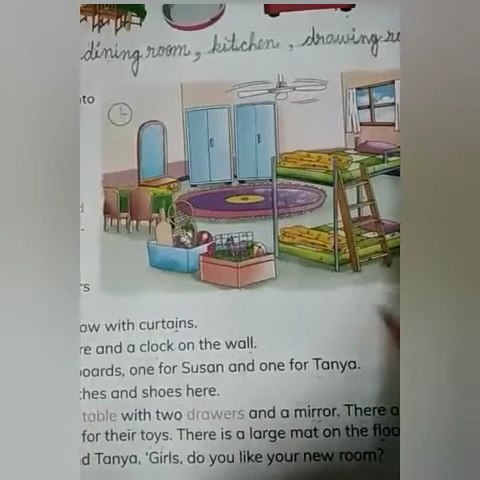 dining room, kitchen, drawing
to
rs
ow with curtains.
re and a clock on the wall.
oards, one for Susan and one for Tanya.
hes and shoes here.
table with two drawers and a mirror. There a
for their toys. There is a large mat on the floo
d Tanya, 'Girls, do you like your new room?